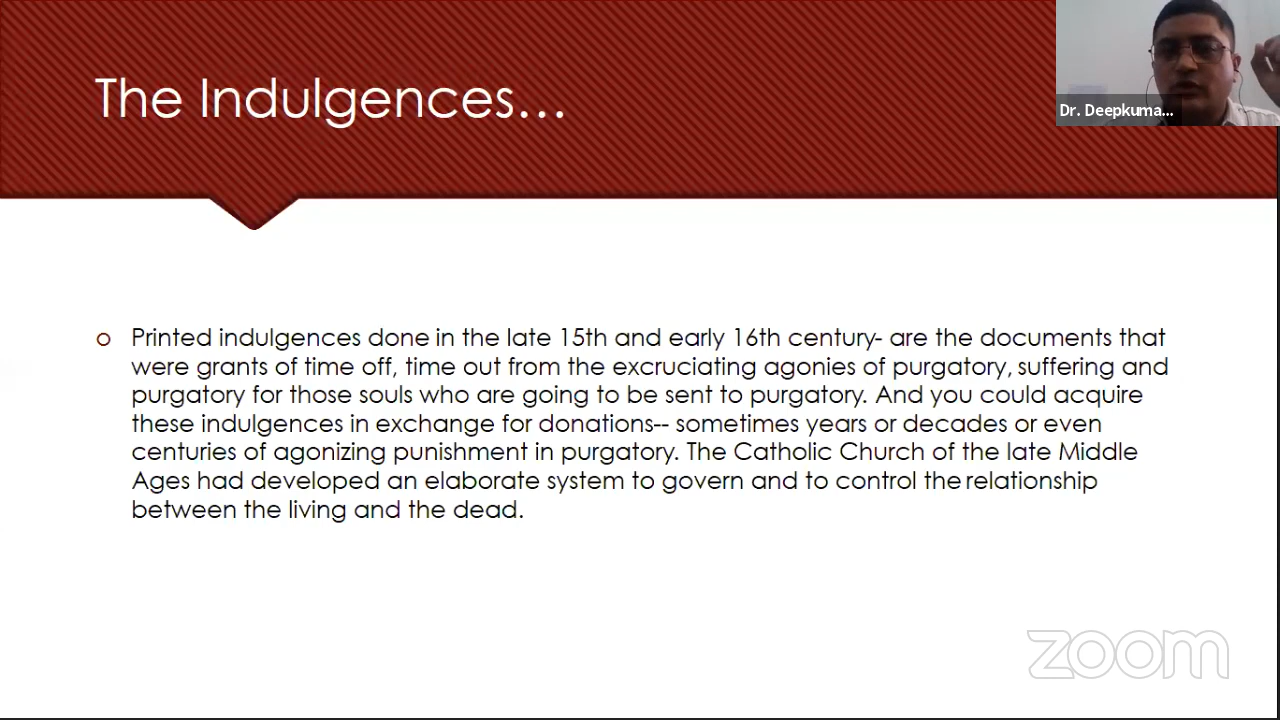 The Indulgences…
Dr. Deepkuma...
Printed indulgences done in the late 15th and early 16th century- are the documents that
were grants of time off, time out from the excruciating agonies of purgatory, suffering and
purgatory for those souls who are going to be sent to purgatory. And you could acquire
these indulgences in exchange for donations-- sometimes years or decades or even
centuries of agonizing punishment in purgatory. The Catholic Church of the late Middle
Ages had developed an elaborate system to govern and to control the relationship
between the living and the dead.
zoom